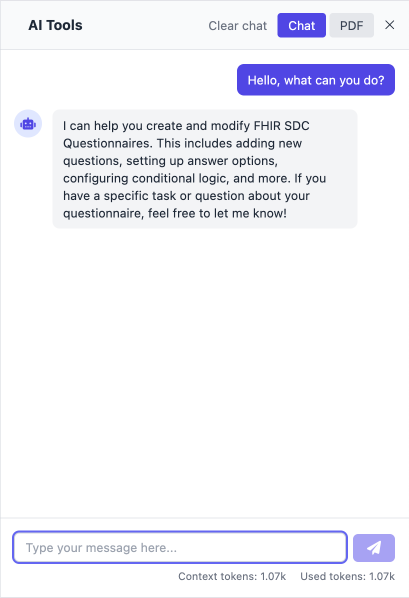 AI Tools
Clear chat
Chat
PDF
Hello, what can you do?
I can help you create and modify FHIR SDC
Questionnaires. This includes adding new
questions, setting up answer options,
configuring conditional logic, and more. If you
have a specific task or question about your
questionnaire, feel free to let me know!
Type your message here...
Context tokens: 1.07k
Used tokens: 1.07k